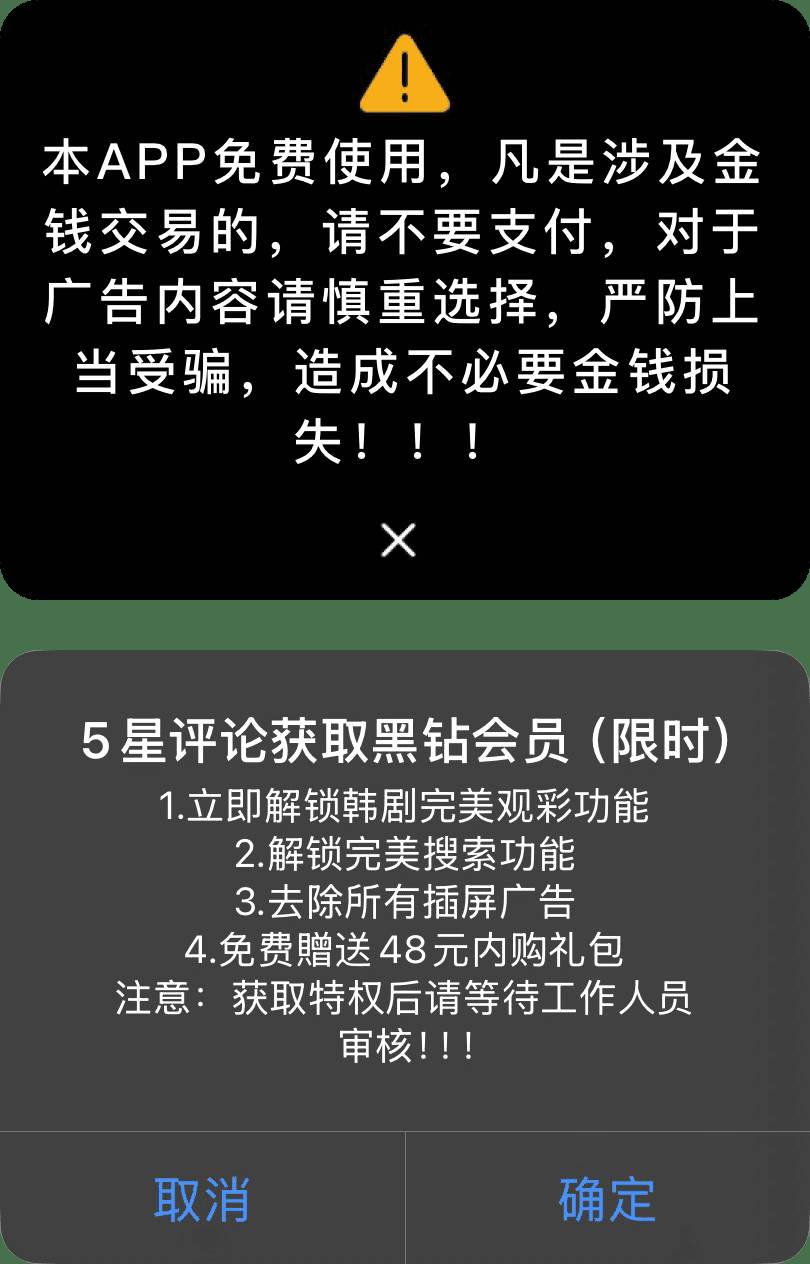 本APP免费使用，凡是涉及金
钱交易的，请不要支付，对于
广告内容请慎重选择，严防上
当受骗，造成不必要金钱损
失！！！
5星评论获取黑钻会员（限时）
1.立即解锁韩剧完美观彩功能
2.解锁完美搜索功能
3.去除所有插屏广告
4.免费赠送48元内购礼包
注意：获取特权后请等待工作人员
审核！！！
取消
确定